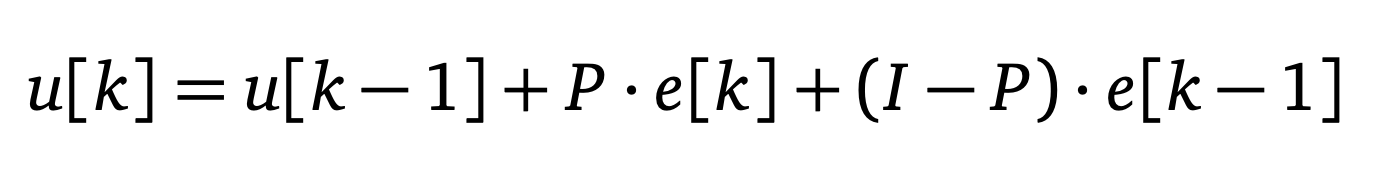 u[k] = u[k − 1] + P · e[k] + (I − P) · e[k − 1]